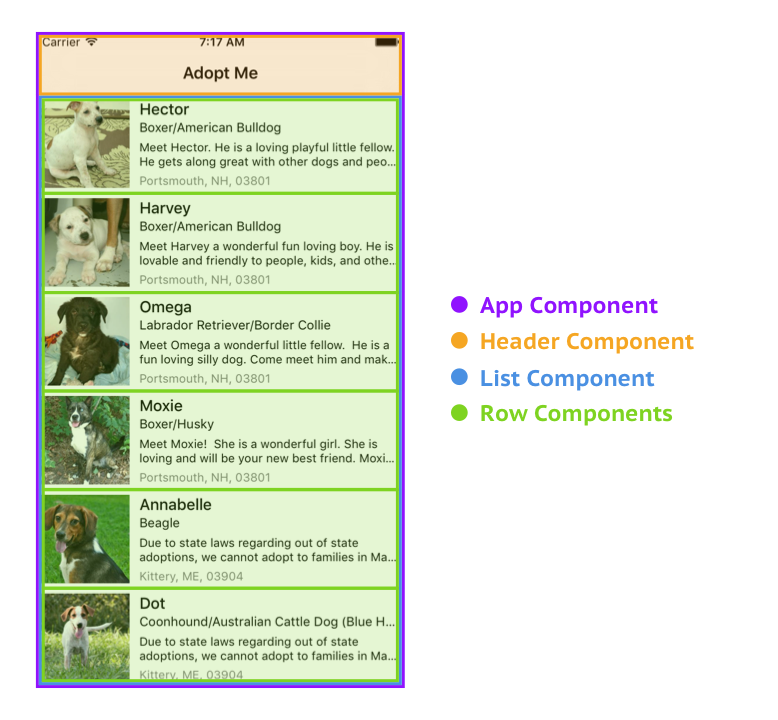 Carrier 7:17 AM
Adopt Me
Hector
Boxer/American Bulldog
Meet Hector. He is a loving playful little fellow.
He gets along great with other dogs and peo...
Portsmouth, NH, 03801
Harvey
Boxer/American Bulldog
Meet Harvey a wonderful fun loving boy. He is
lovable and friendly to people, kids, and othe...
Portsmouth, NH, 03801
Omega
Labrador Retriever/Border Collie
Meet Omega a wonderful fellow.  He is a
fun loving silly dog. Come meet him and mak...
Portsmouth, NH, 03801
Moxie
Boxer/Husky
Meet Moxie!  She is a wonderful girl. She is
loving and will be your new best friend. Moxi...
Portsmouth, NH, 03801
Annabelle
Beagle
Due to state laws regarding out of state
adoptions, we cannot adopt to families in Ma...
Kittery, ME, 03904
Dot
Coonhound/Australian Cattle Dog (Blue H...
Due to state laws regarding out of state
adoptions, we cannot adopt to families in Ma...
Kittery, ME, 03904
App Component
Header Component
List Component
Row Components